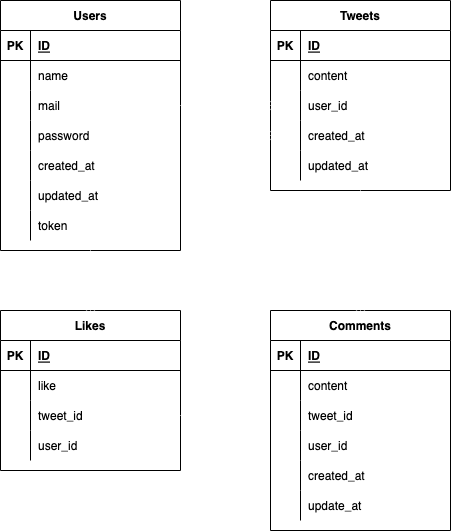 Users
PK ID
name
mail
password
created_at
updated_at
token
Tweets
PK ID
content
user_id
created_at
updated_at
Likes
PK ID
like
tweet_id
user_id
Comments
PK ID
content
tweet_id
user_id
created_at
update_at